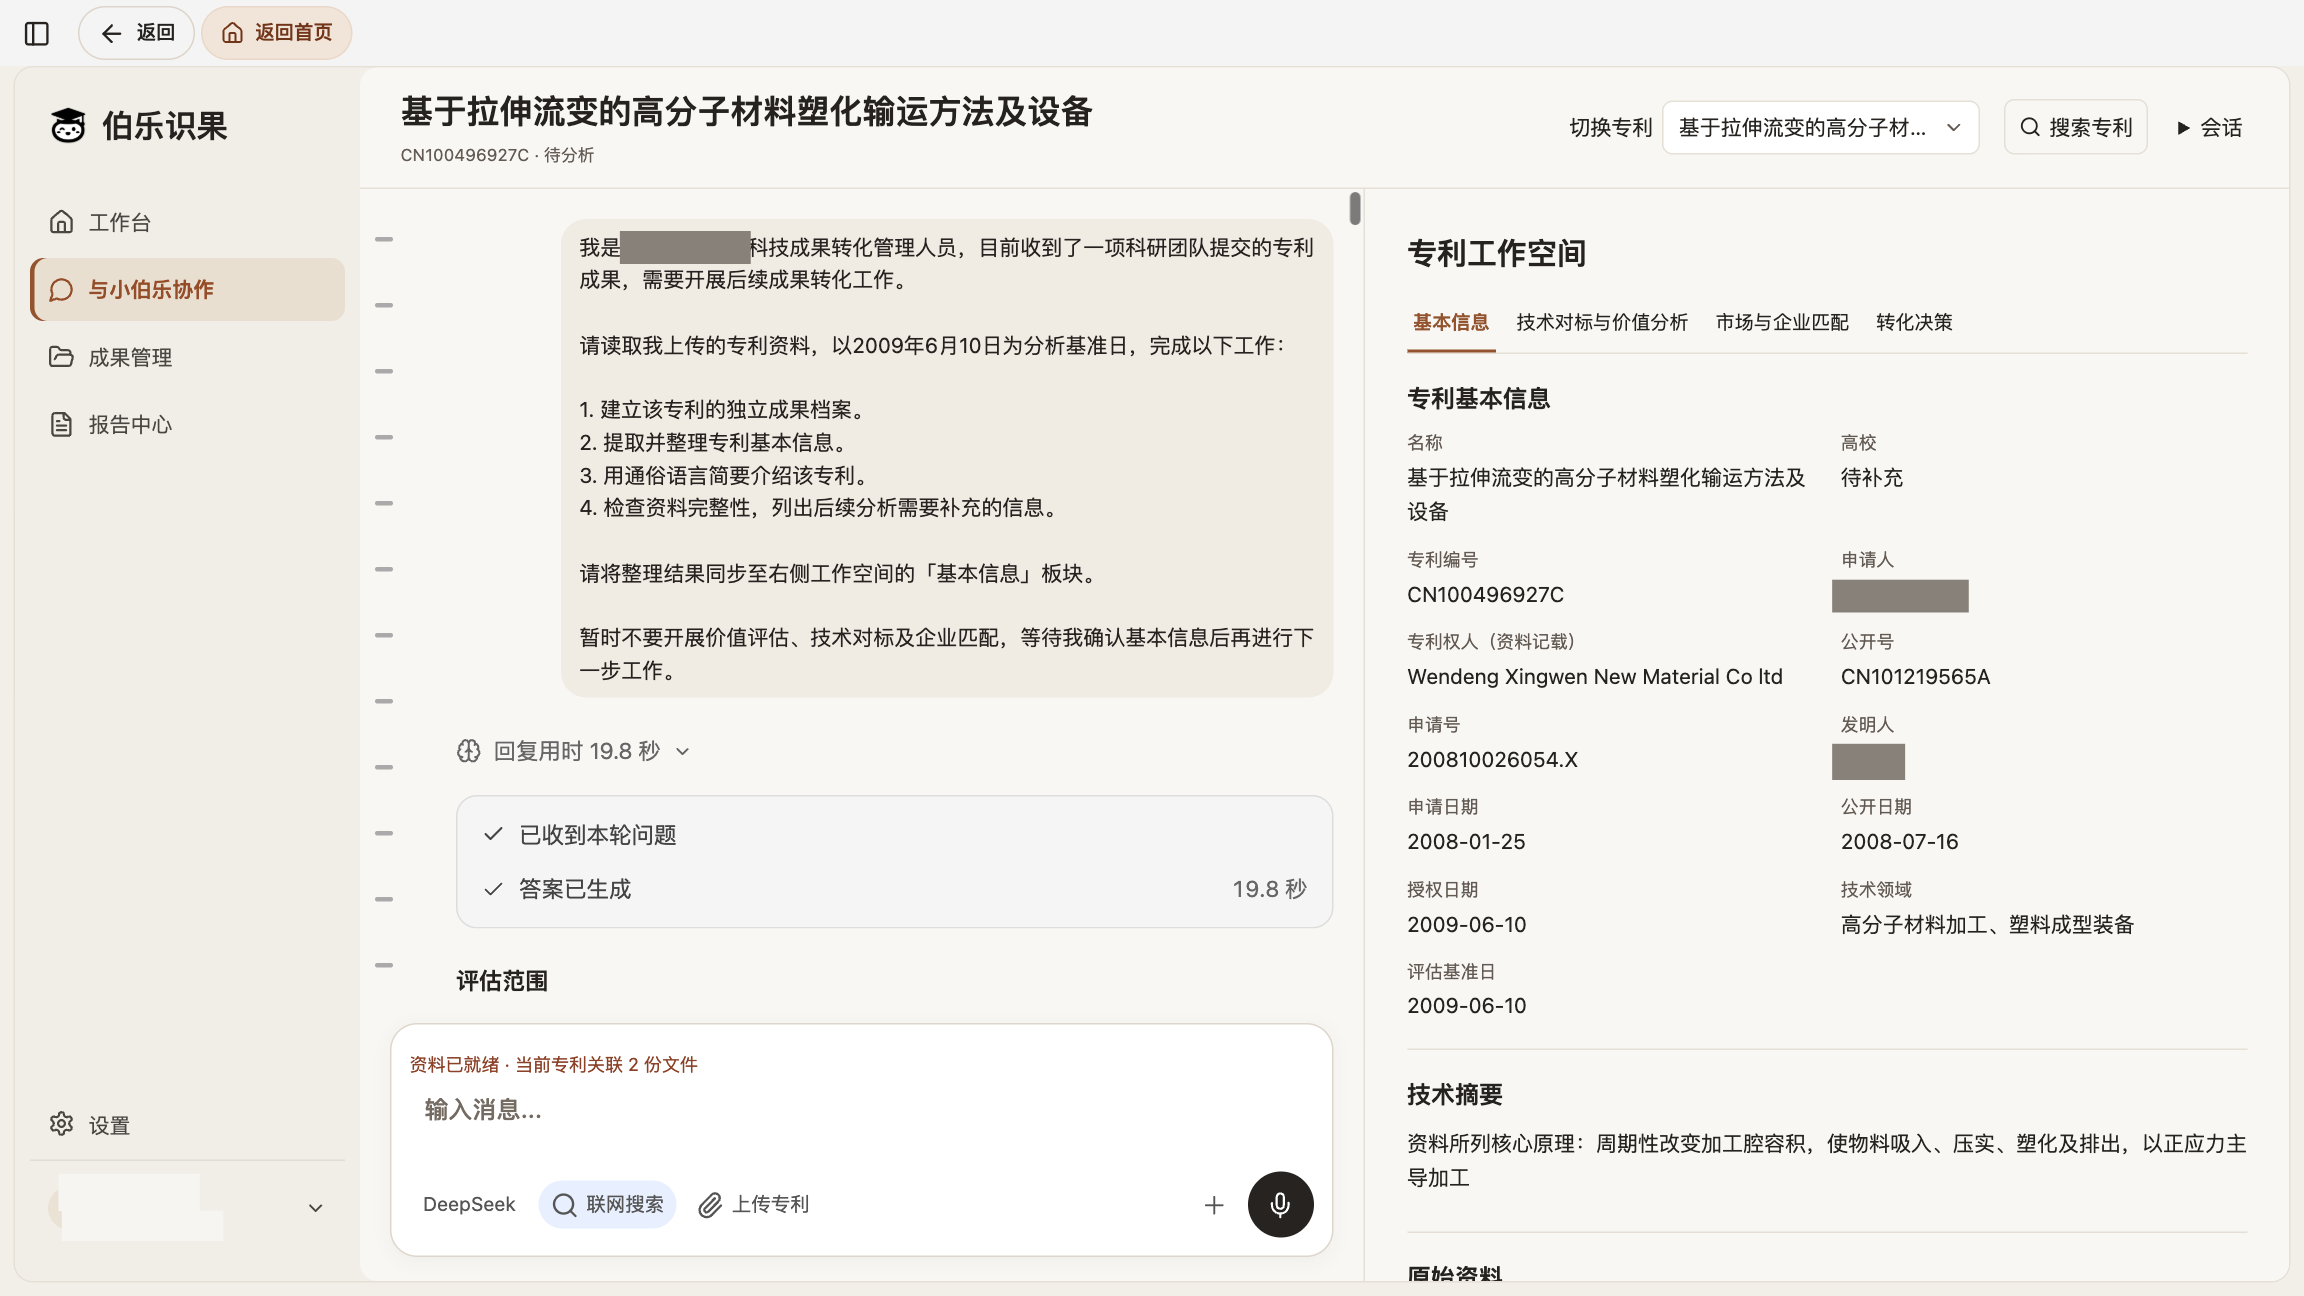 返回
返回首页
伯乐识果
工作台
与小伯乐协作
成果管理
报告中心
设置
基于拉伸流变的高分子材料塑化输运方法及设备
CN100496927C · 待分析
切换专利
基于拉伸流变的高分子材...
搜索专利
▶ 会话
我是
科技成果转化管理人员，目前收到了一项科研团队提交的专利
成果，需要开展后续成果转化工作。
请读取我上传的专利资料，以2009年6月10日为分析基准日，完成以下工作：
1. 建立该专利的独立成果档案。
2. 提取并整理专利基本信息。
3. 用通俗语言简要介绍该专利。
4. 检查资料完整性，列出后续分析需要补充的信息。
请将整理结果同步至右侧工作空间的「基本信息」板块。
暂时不要开展价值评估、技术对标及企业匹配，等待我确认基本信息后再进行下
一步工作。
回复用时 19.8 秒
已收到本轮问题
答案已生成
19.8 秒
评估范围
资料已就绪 · 当前专利关联 2 份文件
输入消息...
DeepSeek
联网搜索
上传专利
专利工作空间
基本信息
技术对标与价值分析
市场与企业匹配
转化决策
专利基本信息
名称
基于拉伸流变的高分子材料塑化输运方法及
设备
高校
待补充
专利编号
CN100496927C
申请人
专利权人（资料记载）
Wendeng Xingwen New Material Co ltd
公开号
CN101219565A
申请号
200810026054.X
发明人
申请日期
2008-01-25
公开日期
2008-07-16
授权日期
2009-06-10
技术领域
高分子材料加工、塑料成型装备
评估基准日
2009-06-10
技术摘要
资料所列核心原理：周期性改变加工腔容积，使物料吸入、压实、塑化及排出，以正应力主
导加工
原始资料